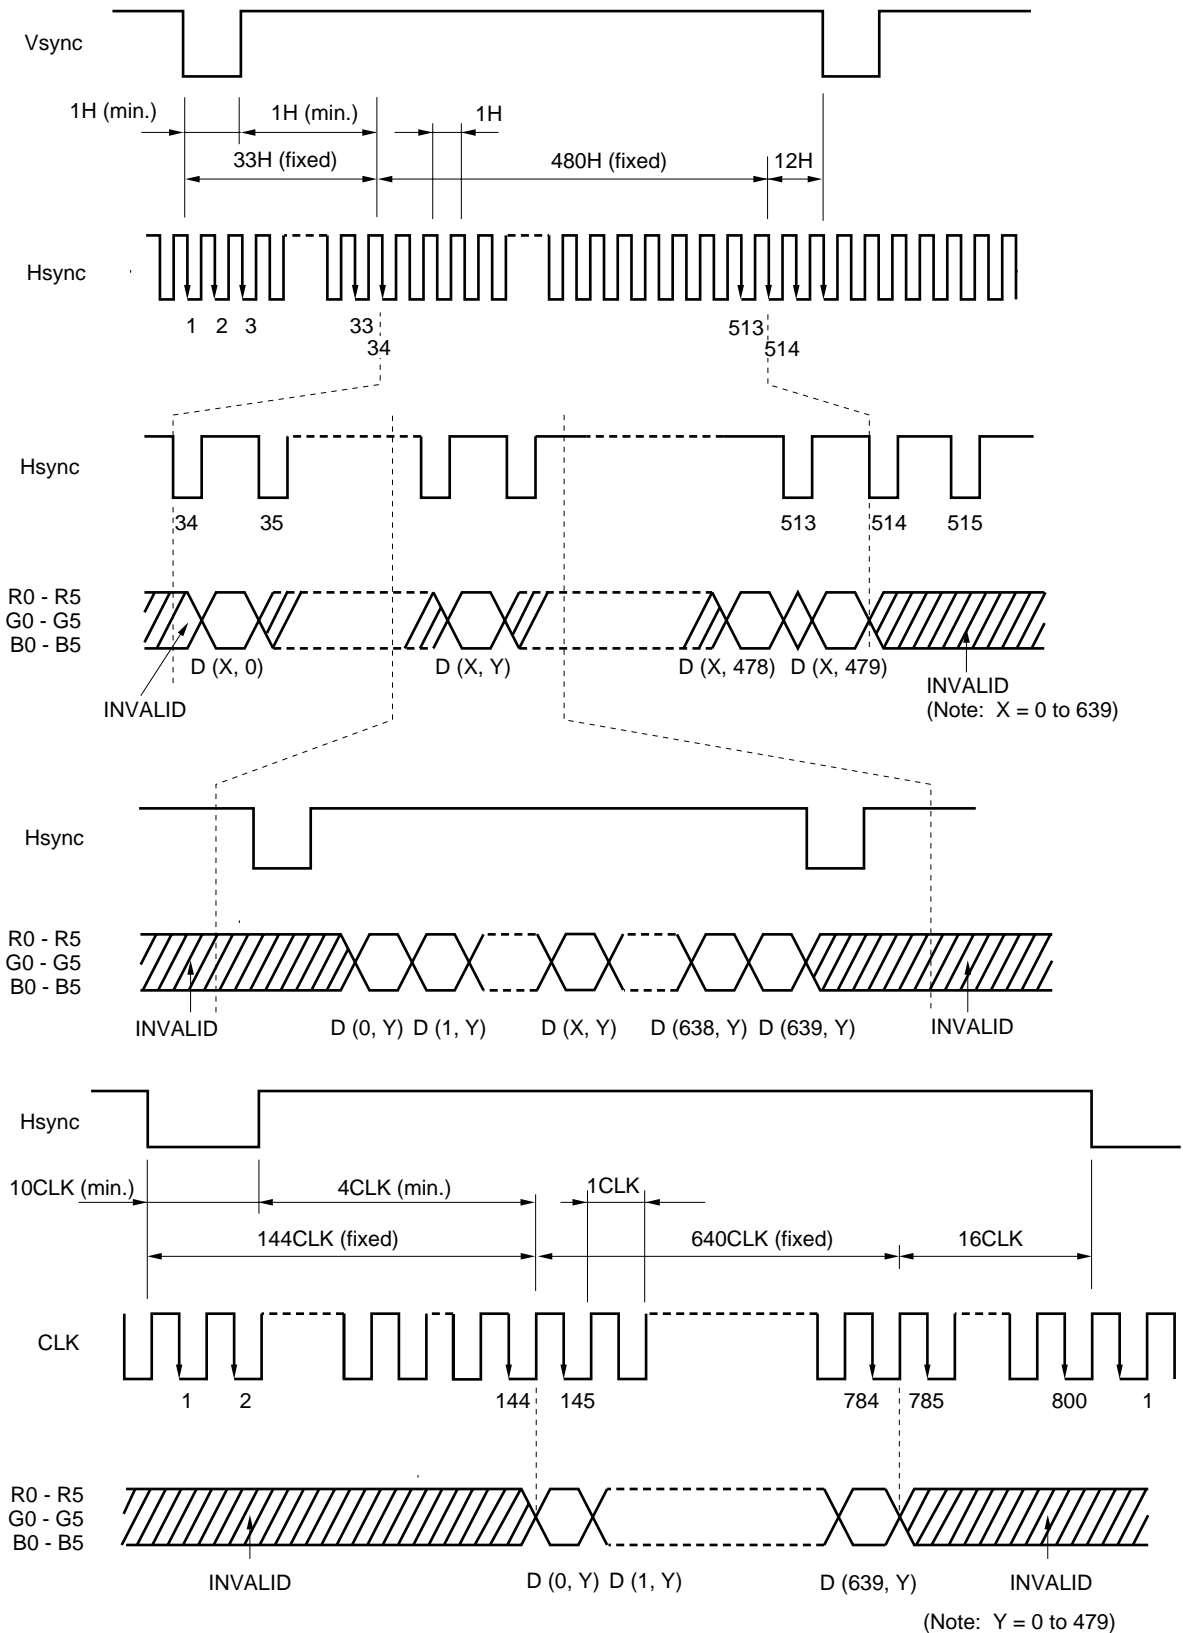 Vsync
1H (min.) 1H (min.) 1H
33H (fixed) 480H (fixed) 12H
Hsync
1 2 3 33 513
34 514
Hsync
34 35 513 514 515
R0 - R5
G0 - G5
B0 - B5
D (X, 0) D (X, Y) D (X, 478) D (X, 479)
INVALID INVALID
(Note: X = 0 to 639)
Hsync
R0 - R5
G0 - G5
B0 - B5
INVALID D (0, Y) D (1, Y) D (X, Y) D (638, Y) D (639, Y) INVALID
Hsync
10CLK (min.) 4CLK (min.) 1CLK
144CLK (fixed) 640CLK (fixed) 16CLK
CLK
1 2 144 145 784 785 800 1
R0 - R5
G0 - G5
B0 - B5
INVALID D (0, Y) D (1, Y) D (639, Y) INVALID
(Note: Y = 0 to 479)